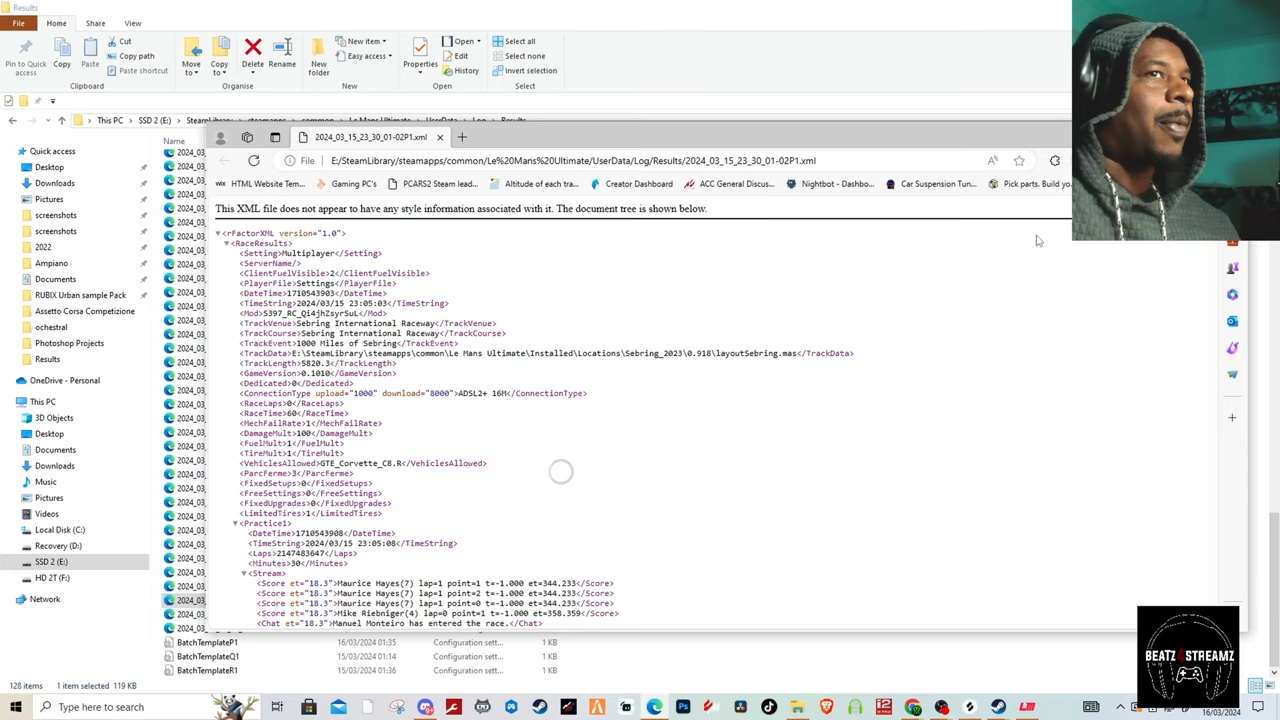 Results
File
Home
Share
View
Pin to Quick access
Copy
Paste
Cut
Copy path
Paste shortcut
Clipboard
Move to
Copy to
Delete
Rename
Organise
New folder
New item
Easy access
New
Properties
Open
Edit
History
Open
Select all
Select none
Invert selection
Select
This PC
SSD 2 (E:)
SteamLibrary
steamapps
common
Le Mans Ultimate
UserData
Log
Results
Name
Quick access
Desktop
Downloads
Pictures
screenshots
screenshots
2022
Ampiano
Documents
RUBIX Urban sample Pack
Assetto Corsa Competizione
ochestral
Photoshop Projects
Results
OneDrive - Personal
This PC
3D Objects
Desktop
Documents
Downloads
Music
Pictures
Videos
Local Disk (C:)
Recovery (D:)
SSD 2 (E:)
HD 2T (F:)
Network
2024_03_15_23_30_01-02P1.xml
File
E:/SteamLibrary/steamapps/common/Le%20Mans%20Ultimate/UserData/Log/Results/2024_03_15_23_30_01-02P1.xml
HTML Website Tem...
Gaming PC's
PCARS2 Steam lead...
Altitude of each tra...
Creator Dashboard
ACC General Discus...
Nightbot - Dashbo...
Car Suspension Tun...
Pick parts. Build yo
This XML file does not appear to have any style information associated with it. The document tree is shown below.
<rFactorXML version="1.0">
<RaceResults>
<Setting>Multiplayer</Setting>
<ServerName/>
<ClientFuelVisible>2</ClientFuelVisible>
<PlayerFile>Settings</PlayerFile>
<DateTime>1710543903</DateTime>
<TimeString>2024/03/15 23:05:03</TimeString>
<Mod>S397_RC_Qi4jhZsyrSuL</Mod>
<TrackVenue>Sebring International Raceway</TrackVenue>
<TrackCourse>Sebring International Raceway</TrackCourse>
<TrackEvent>1000 Miles of Sebring</TrackEvent>
<TrackData>E:\SteamLibrary\steamapps\common\Le Mans Ultimate\Installed\Locations\Sebring_2023\0.918\layoutSebring.mas</TrackData>
<TrackLength>5820.3</TrackLength>
<GameVersion>0.1010</GameVersion>
<Dedicated>0</Dedicated>
<ConnectionType upload="1000" download="8000">ADSL2+ 16M</ConnectionType>
<RaceLaps>0</RaceLaps>
<RaceTime>60</RaceTime>
<MechFailRate>1</MechFailRate>
<DamageMult>100</DamageMult>
<FuelMult>1</FuelMult>
<TireMult>1</TireMult>
<VehiclesAllowed>GTE_Corvette_C8.R</VehiclesAllowed>
<ParcFerme>3</ParcFerme>
<FixedSetups>0</FixedSetups>
<FreeSettings>0</FreeSettings>
<FixedUpgrades>0</FixedUpgrades>
<LimitedTires>1</LimitedTires>
<Practice1>
<DateTime>1710543908</DateTime>
<TimeString>2024/03/15 23:05:08</TimeString>
<Laps>2147483647</Laps>
<Minutes>30</Minutes>
<Stream>
<Score et="18.3">Maurice Hayes(7) lap=1 point=1 t=-1.000 et=344.233</Score>
<Score et="18.3">Maurice Hayes(7) lap=1 point=2 t=-1.000 et=344.233</Score>
<Score et="18.3">Maurice Hayes(7) lap=1 point=0 t=-1.000 et=344.233</Score>
<Score et="18.3">Mike Riebniger(4) lap=0 point=1 t=-1.000 et=358.359</Score>
<Chat et="18.3">Manuel Monteiro has entered the race.</Chat>
BatchTemplateP1 16/03/2024 01:35 Configuration sett... 1 KB
BatchTemplateQ1 15/03/2024 01:14 Configuration sett... 1 KB
BatchTemplateR1 15/03/2024 01:36 Configuration sett... 1 KB
128 items
1 item selected 119 KB
BEATZ4STREAMZ
Type here to search
16/03/2024